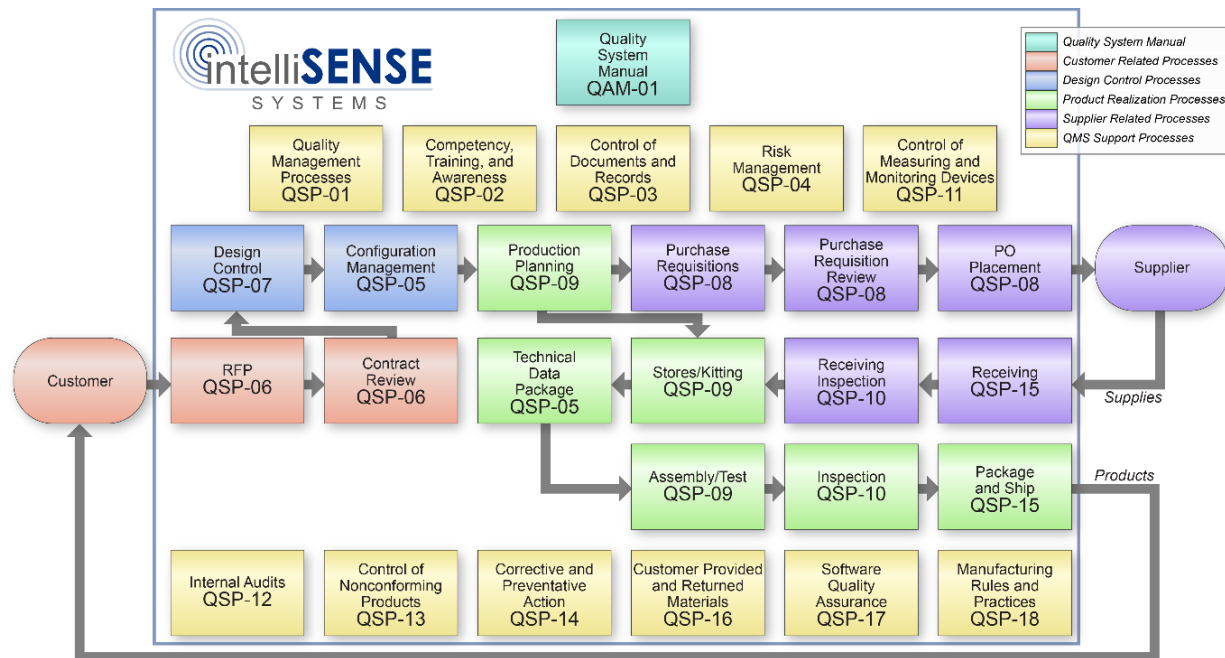 intelliSENSE
SYSTEMS
Quality
System
Manual
QAM-01
Quality System Manual
Customer Related Processes
Design Control Processes
Product Realization Processes
Supplier Related Processes
QMS Support Processes
Quality
Management
Processes
QSP-01
Competency,
Training, and
Awareness
QSP-02
Control of
Documents and
Records
QSP-03
Risk
Management
QSP-04
Control of
Measuring and
Monitoring Devices
QSP-11
Design
Control
QSP-07
Configuration
Management
QSP-05
Production
Planning
QSP-09
Purchase
Requisitions
QSP-08
Purchase
Requisition
Review
QSP-08
PO
Placement
QSP-08
Supplier
Customer
RFP
QSP-06
Contract
Review
QSP-06
Technical
Data
Package
QSP-05
Stores/Kitting
QSP-09
Receiving
Inspection
QSP-10
Receiving
QSP-15
Supplies
Assembly/Test
QSP-09
Inspection
QSP-10
Package
and Ship
QSP-15
Products
Internal Audits
QSP-12
Control of
Nonconforming
Products
QSP-13
Corrective and
Preventative
Action
QSP-14
Customer Provided
and Returned
Materials
QSP-16
Software
Quality
Assurance
QSP-17
Manufacturing
Rules and
Practices
QSP-18